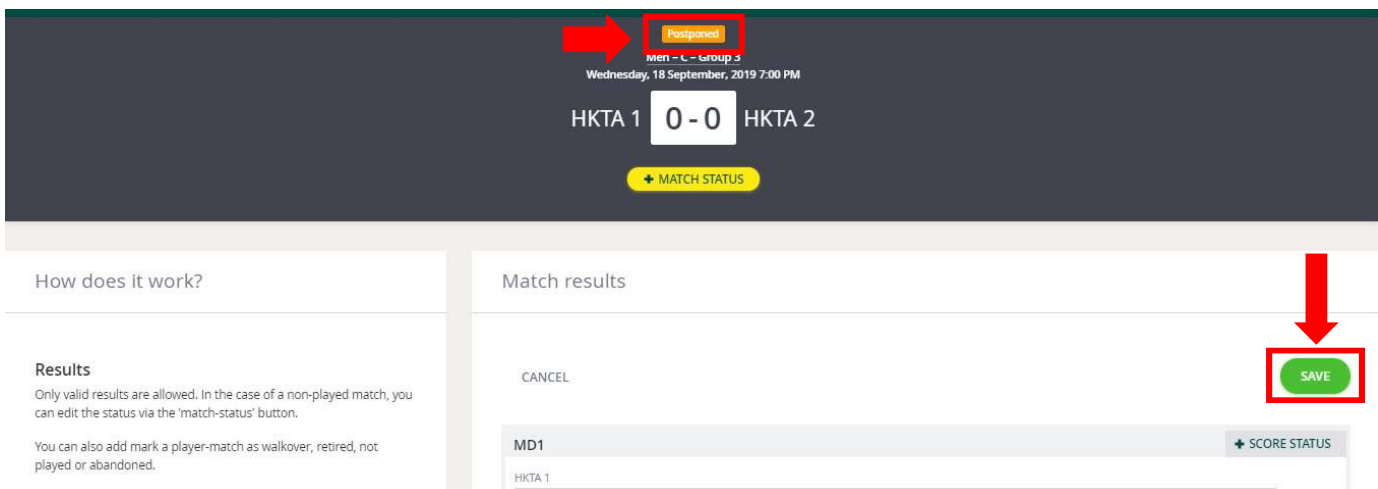 Postponed
Men – C – Group 3
Wednesday, 18 September, 2019 7:00 PM
HKTA 1 0 - 0 HKTA 2
+ MATCH STATUS
How does it work?
Match results
Results
Only valid results are allowed. In the case of a non-played match, you
can edit the status via the 'match-status' button.
You can also add mark a player-match as walkover, retired, not
played or abandoned.
CANCEL
SAVE
MD1
+ SCORE STATUS
HKTA 1